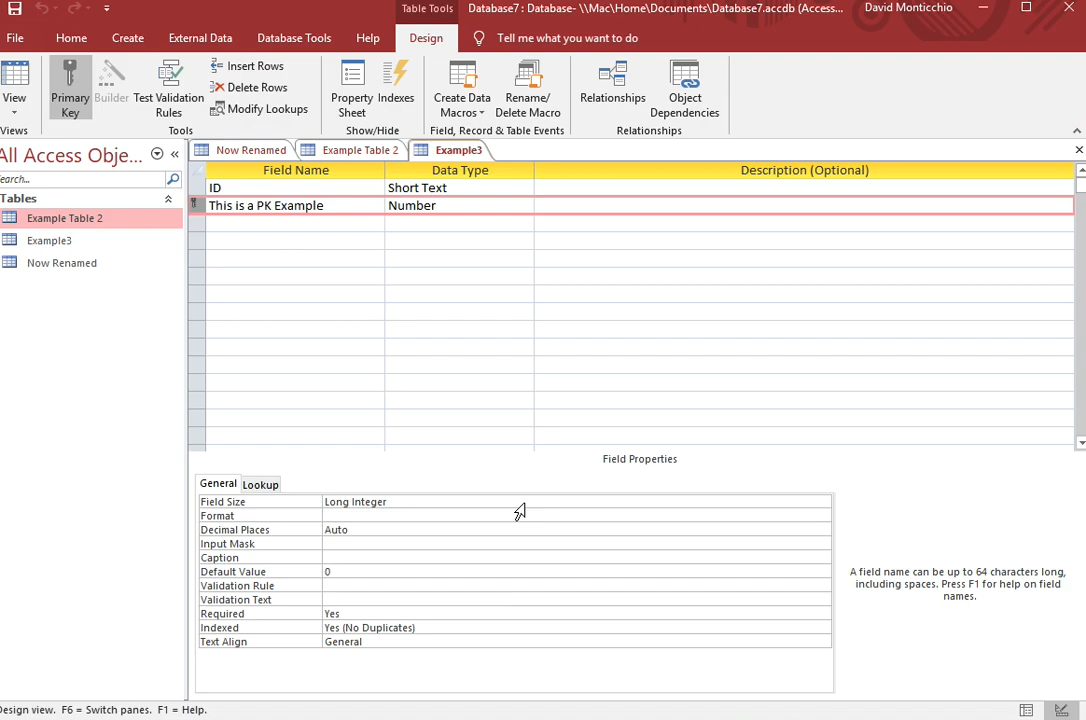 Table Tools
Database7 : Database- \\Mac\Home\Documents\Database7.accdb (Access...
David Monticchio
File Home Create External Data Database Tools Help Design Tell me what you want to do
View
Views
Primary Key
Builder
Test Validation Rules
Insert Rows
Delete Rows
Modify Lookups
Tools
Property Sheet
Indexes
Show/Hide
Create Data Macros
Rename/ Delete Macro
Field, Record & Table Events
Relationships
Object Dependencies
Relationships
All Access Obje...
earch...
Tables
Example Table 2
Example3
Now Renamed
Now Renamed Example Table 2 Example3
Field Name Data Type Description (Optional)
ID Short Text
This is a PK Example Number
Field Properties
General Lookup
Field Size Long Integer
Format
Decimal Places Auto
Input Mask
Caption
Default Value 0
Validation Rule
Validation Text
Required Yes
Indexed Yes (No Duplicates)
Text Align General
A field name can be up to 64 characters long,
including spaces. Press F1 for help on field
names.
Design view. F6 = Switch panes. F1 = Help.